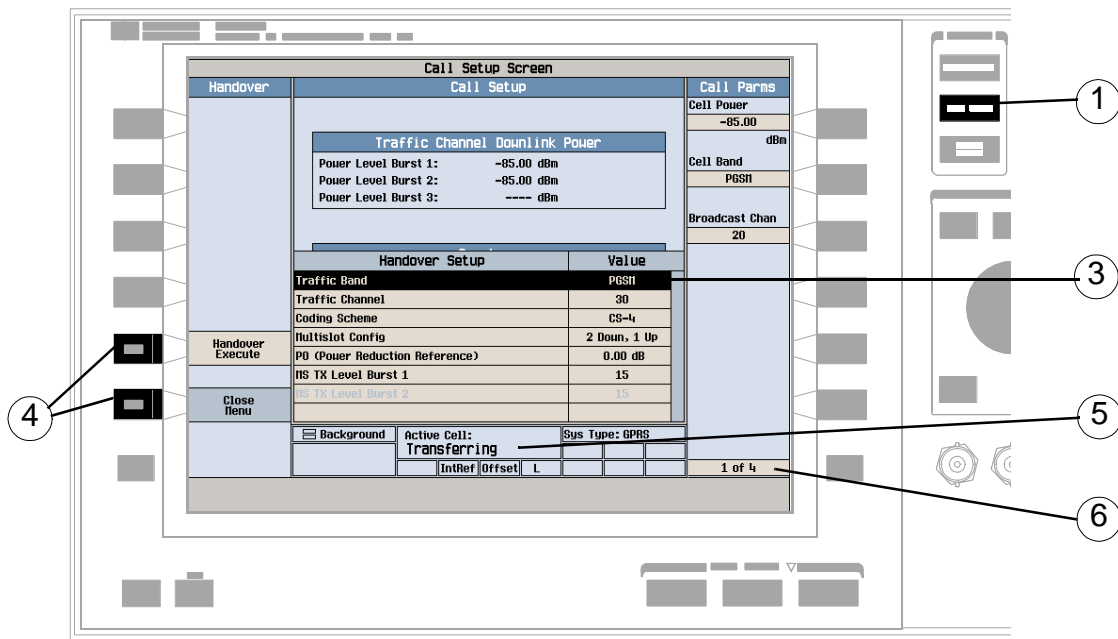 Call Setup Screen
Handover
Call Setup
Call Parms
Cell Power
-85.00
dBm
Cell Band
PGSM
Broadcast Chan
20
Traffic Channel Downlink Power
Power Level Burst 1: -85.00 dBm
Power Level Burst 2: -85.00 dBm
Power Level Burst 3: ---- dBm
Handover Setup Value
Traffic Band PGSM
Traffic Channel 30
Coding Scheme CS-4
Multislot Config 2 Down, 1 Up
P0 (Power Reduction Reference) 0.00 dB
MS TX Level Burst 1 15
MS TX Level Burst 2 15
Handover
Execute
Close
Menu
Background
Active Cell:
Transferring
Sys Type: GPRS
IntRef Offset L
1 of 4
1
3
4
5
6